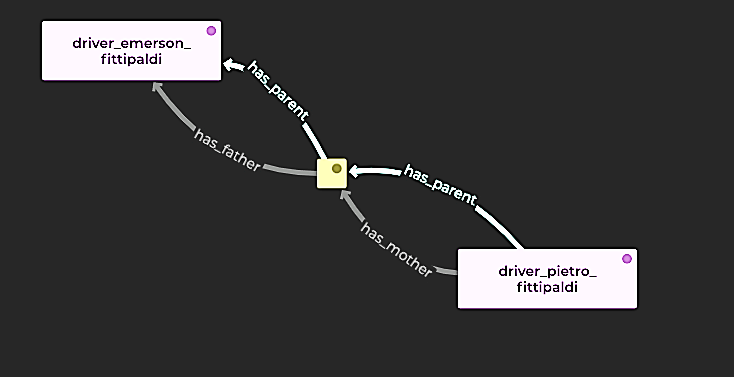 driver_emerson_
fittipaldi
has_parent
has_father
has_parent
has_mother
driver_pietro_
fittipaldi